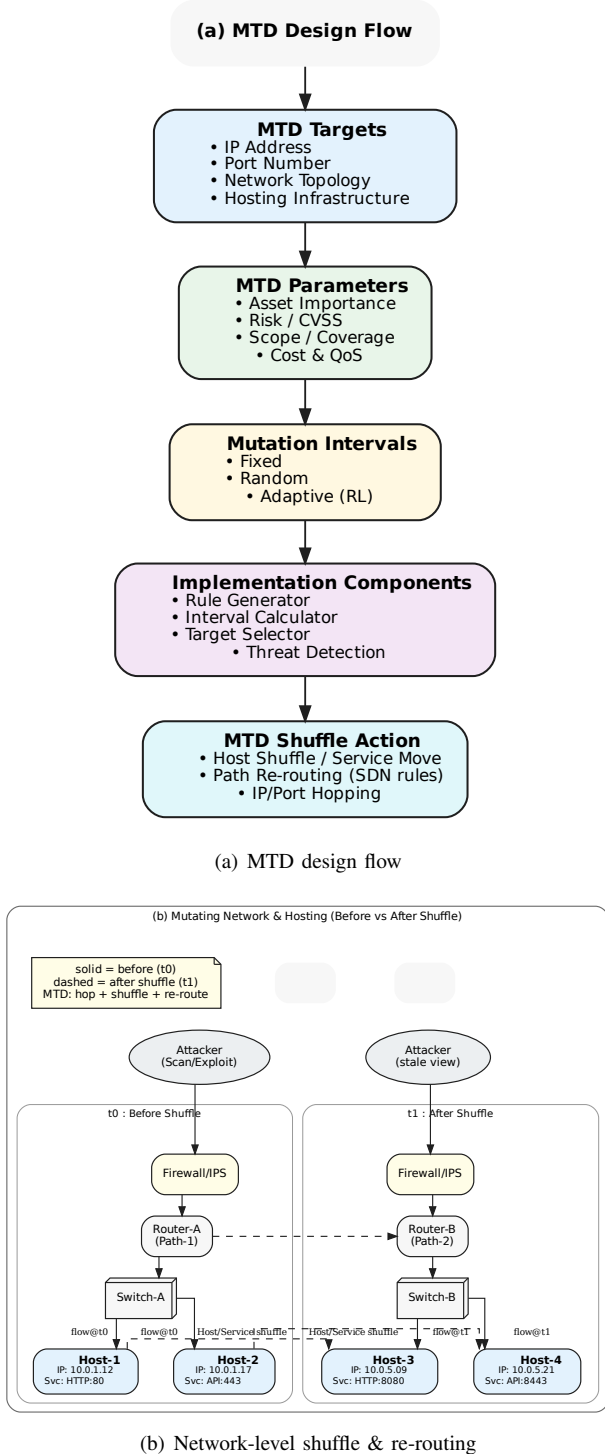 (a) MTD Design Flow
MTD Targets
• IP Address
• Port Number
• Network Topology
• Hosting Infrastructure
MTD Parameters
• Asset Importance
• Risk / CVSS
• Scope / Coverage
• Cost & QoS
Mutation Intervals
• Fixed
• Random
• Adaptive (RL)
Implementation Components
• Rule Generator
• Interval Calculator
• Target Selector
• Threat Detection
MTD Shuffle Action
• Host Shuffle / Service Move
• Path Re-routing (SDN rules)
• IP/Port Hopping
(a) MTD design flow
(b) Mutating Network & Hosting (Before vs After Shuffle)
solid = before (t0)
dashed = after shuffle (t1)
MTD: hop + shuffle + re-route
Attacker
(Scan/Exploit)
Attacker
(stale view)
t0 : Before Shuffle
t1 : After Shuffle
Firewall/IPS
Firewall/IPS
Router-A
(Path-1)
Router-B
(Path-2)
Switch-A
Switch-B
flow@t0
flow@t0
Host/Service shuffle
Host/Service shuffle
flow@t1
flow@t1
Host-1
IP: 10.0.1.12
Svc: HTTP:80
Host-2
IP: 10.0.1.17
Svc: API:443
Host-3
IP: 10.0.5.09
Svc: HTTP:8080
Host-4
IP: 10.0.5.21
Svc: API:8443
(b) Network-level shuffle & re-routing